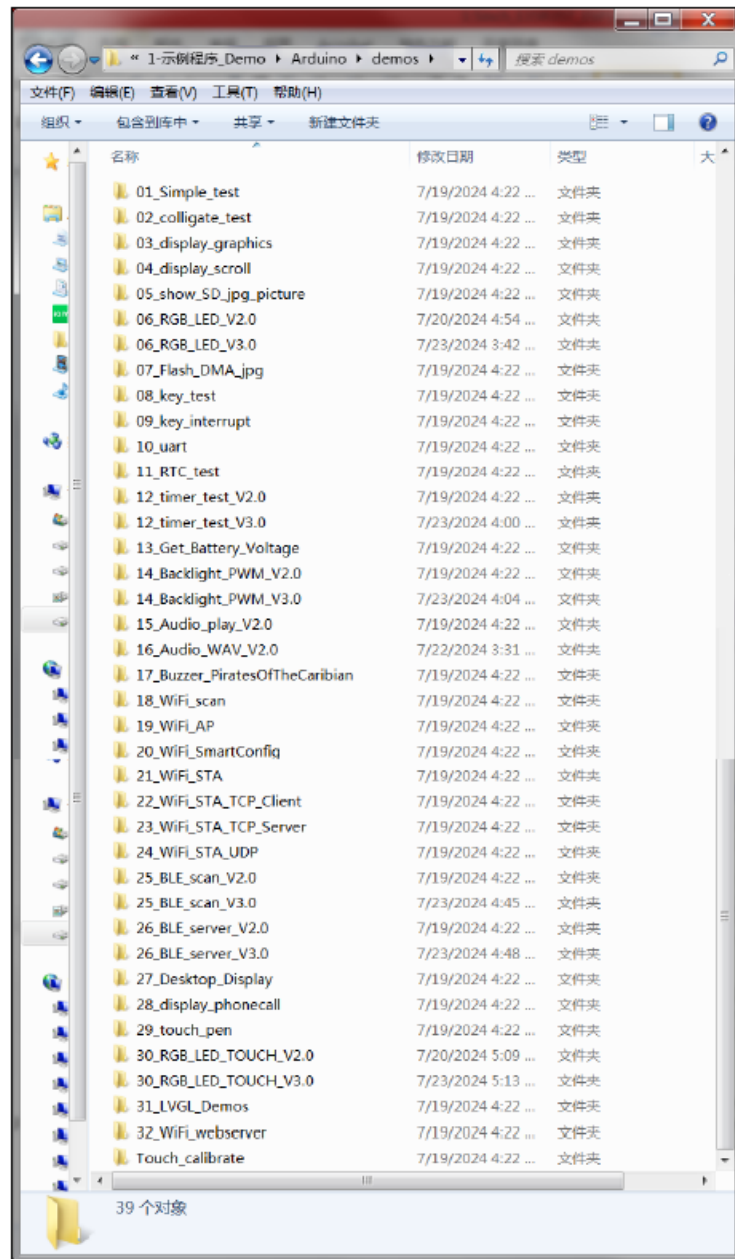 « 1-示例程序_Demo ▸ Arduino ▸ demos ▸ 搜索 demos
文件(F) 编辑(E) 查看(V) 工具(T) 帮助(H)
组织 包含到库中 共享 新建文件夹
名称 修改日期 类型 大
01_Simple_test 7/19/2024 4:22 ... 文件夹
02_colligate_test 7/19/2024 4:22 ... 文件夹
03_display_graphics 7/19/2024 4:22 ... 文件夹
04_display_scroll 7/19/2024 4:22 ... 文件夹
05_show_SD_jpg_picture 7/19/2024 4:22 ... 文件夹
06_RGB_LED_V2.0 7/20/2024 4:54 ... 文件夹
06_RGB_LED_V3.0 7/23/2024 3:42 ... 文件夹
07_Flash_DMA_jpg 7/19/2024 4:22 ... 文件夹
08_key_test 7/19/2024 4:22 ... 文件夹
09_key_interrupt 7/19/2024 4:22 ... 文件夹
10_uart 7/19/2024 4:22 ... 文件夹
11_RTC_test 7/19/2024 4:22 ... 文件夹
12_timer_test_V2.0 7/19/2024 4:22 ... 文件夹
12_timer_test_V3.0 7/23/2024 4:00 ... 文件夹
13_Get_Battery_Voltage 7/19/2024 4:22 ... 文件夹
14_Backlight_PWM_V2.0 7/19/2024 4:22 ... 文件夹
14_Backlight_PWM_V3.0 7/23/2024 4:04 ... 文件夹
15_Audio_play_V2.0 7/19/2024 4:22 ... 文件夹
16_Audio_WAV_V2.0 7/22/2024 3:31 ... 文件夹
17_Buzzer_PiratesOfTheCaribian 7/19/2024 4:22 ... 文件夹
18_WiFi_scan 7/19/2024 4:22 ... 文件夹
19_WiFi_AP 7/19/2024 4:22 ... 文件夹
20_WiFi_SmartConfig 7/19/2024 4:22 ... 文件夹
21_WiFi_STA 7/19/2024 4:22 ... 文件夹
22_WiFi_STA_TCP_Client 7/19/2024 4:22 ... 文件夹
23_WiFi_STA_TCP_Server 7/19/2024 4:22 ... 文件夹
24_WiFi_STA_UDP 7/19/2024 4:22 ... 文件夹
25_BLE_scan_V2.0 7/19/2024 4:22 ... 文件夹
25_BLE_scan_V3.0 7/23/2024 4:45 ... 文件夹
26_BLE_server_V2.0 7/19/2024 4:22 ... 文件夹
26_BLE_server_V3.0 7/23/2024 4:48 ... 文件夹
27_Desktop_Display 7/19/2024 4:22 ... 文件夹
28_display_phonecall 7/19/2024 4:22 ... 文件夹
29_touch_pen 7/19/2024 4:22 ... 文件夹
30_RGB_LED_TOUCH_V2.0 7/20/2024 5:09 ... 文件夹
30_RGB_LED_TOUCH_V3.0 7/23/2024 5:13 ... 文件夹
31_LVGL_Demos 7/19/2024 4:22 ... 文件夹
32_WiFi_webserver 7/19/2024 4:22 ... 文件夹
Touch_calibrate 7/19/2024 4:22 ... 文件夹
39 个对象